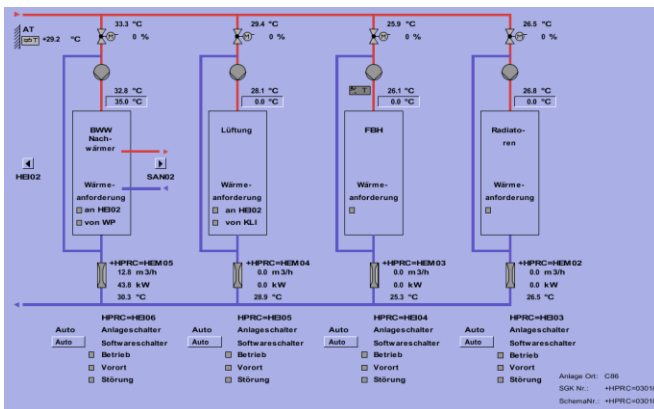 33.3 °C 29.4 °C 25.9 °C 26.5 °C
AT
+29.2 °C
0 % 0 % 0 % 0 %
32.8 °C 28.1 °C 26.1 °C 26.8 °C
35.0 °C 0.0 °C 0.0 °C 0.0 °C
BWW Lüftung FBH Radiato-
Nach- ren
wärmer
HEI02 SAN02
Wärme- Wärme- Wärme- Wärme-
anforderung anforderung anforderung anforderung
an HEI02 an HEI02
von WP von KLI
+HPRC=HEM05 +HPRC=HEM04 +HPRC=HEM03 +HPRC=HEM02
12.8 m3/h 0.0 m3/h 0.0 m3/h 0.0 m3/h
43.8 kW 0.0 kW 0.0 kW 0.0 kW
30.3 °C 28.9 °C 25.3 °C 26.5 °C
HPRC=HEI06 HPRC=HEI05 HPRC=HEI04 HPRC=HEI03
Auto Anlageschalter Auto Anlageschalter Auto Anlageschalter Auto Anlageschalter
Auto Softwareschalter Auto Softwareschalter Auto Softwareschalter Auto Softwareschalter
Betrieb Betrieb Betrieb Betrieb
Vorort Vorort Vorort Vorort
Störung Störung Störung Störung
Anlage Ort: C86
SGK Nr.: +HPRC=0301
SchemaNr.: +HPRC=0301